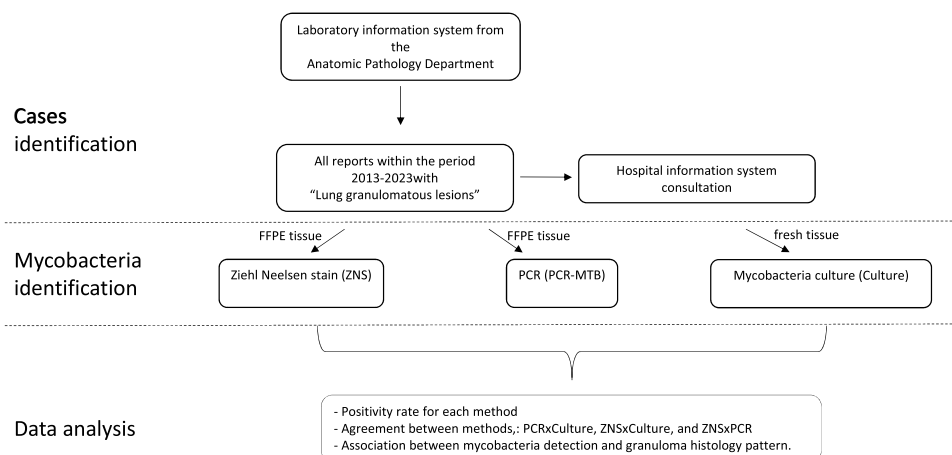 Laboratory information system from
the
Anatomic Pathology Department
Cases
identification
All reports within the period
2013-2023with
“Lung granulomatous lesions”
Hospital information system
consultation
FFPE tissue
FFPE tissue
fresh tissue
Mycobacteria
identification
Ziehl Neelsen stain (ZNS)
PCR (PCR-MTB)
Mycobacteria culture (Culture)
Data analysis
- Positivity rate for each method
- Agreement between methods,: PCRxCulture, ZNSxCulture, and ZNSxPCR
- Association between mycobacteria detection and granuloma histology pattern.